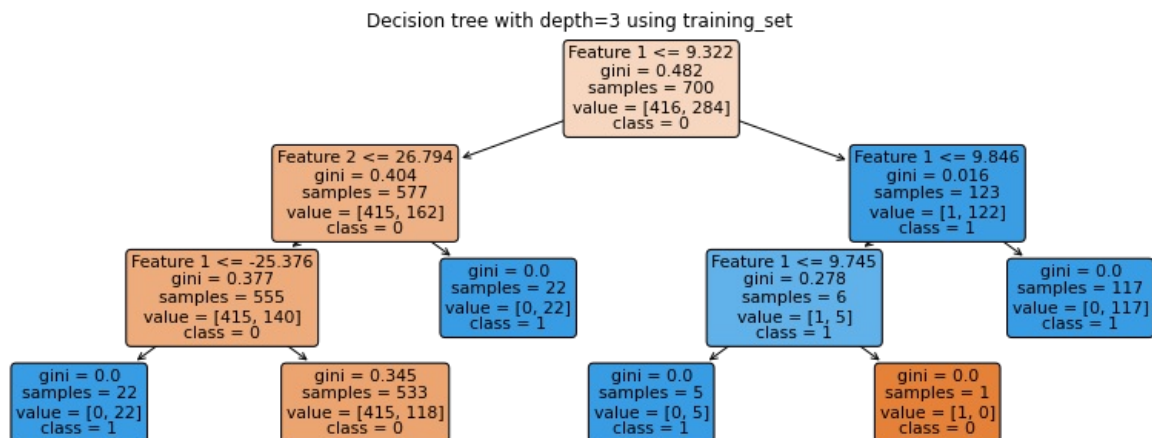 Decision tree with depth=3 using training_set
Feature 1 <= 9.322
gini = 0.482
samples = 700
value = [416, 284]
class = 0
Feature 2 <= 26.794
gini = 0.404
samples = 577
value = [415, 162]
class = 0
Feature 1 <= 9.846
gini = 0.016
samples = 123
value = [1, 122]
class = 1
Feature 1 <= -25.376
gini = 0.377
samples = 555
value = [415, 140]
class = 0
gini = 0.0
samples = 22
value = [0, 22]
class = 1
Feature 1 <= 9.745
gini = 0.278
samples = 6
value = [1, 5]
class = 1
gini = 0.0
samples = 117
value = [0, 117]
class = 1
gini = 0.0
samples = 22
value = [0, 22]
class = 1
gini = 0.345
samples = 533
value = [415, 118]
class = 0
gini = 0.0
samples = 5
value = [0, 5]
class = 1
gini = 0.0
samples = 1
value = [1, 0]
class = 0